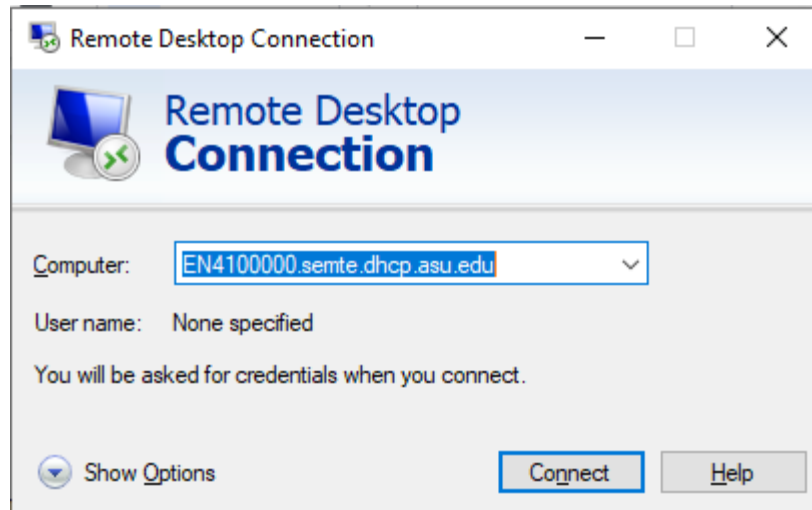 Remote Desktop Connection
Remote Desktop
Connection
Computer: EN4100000.semte.dhcp.asu.edu
User name: None specified
You will be asked for credentials when you connect.
Show Options Connect Help